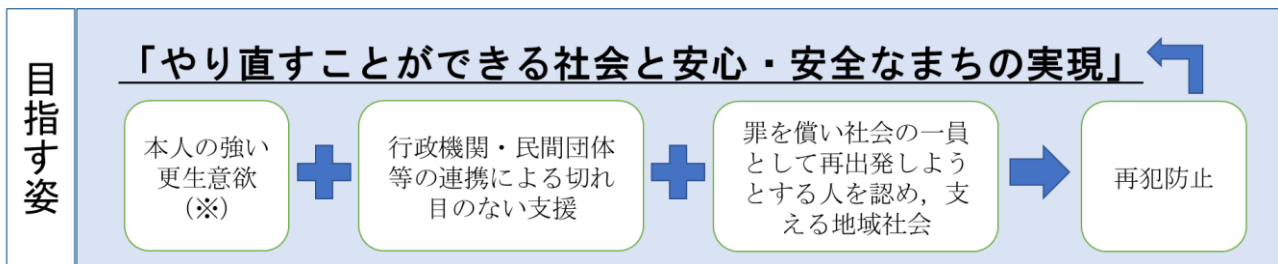 目指す姿
「やり直すことができる社会と安心・安全なまちの実現」
本人の強い
更生意欲
(※)
行政機関・民間団体
等の連携による切れ
目のない支援
罪を償い社会の一員
として再出発しよう
とする人を認め,支
える地域社会
再犯防止